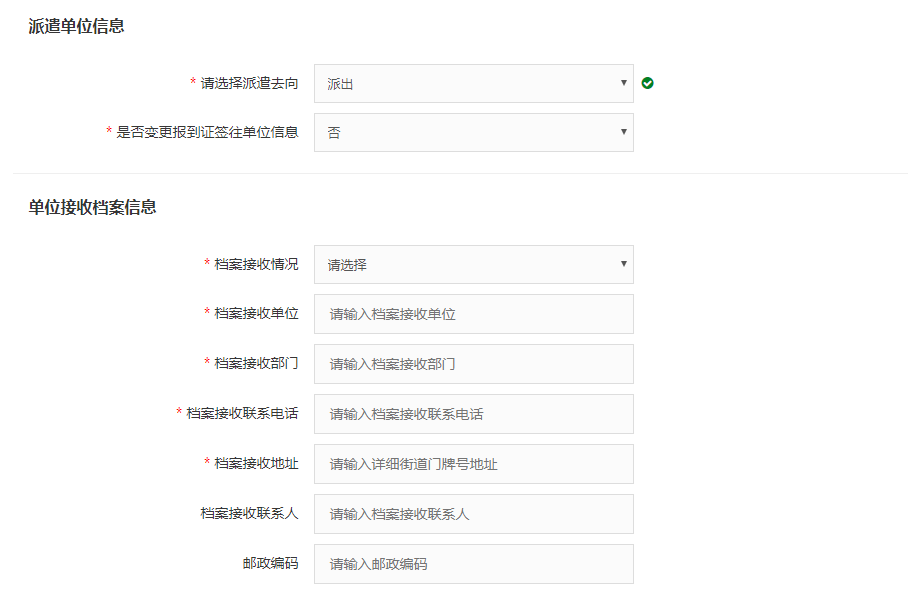 派遣单位信息
* 请选择派遣去向 派出
* 是否变更报到证签往单位信息 否
单位接收档案信息
* 档案接收情况 请选择
* 档案接收单位 请输入档案接收单位
* 档案接收部门 请输入档案接收部门
* 档案接收联系电话 请输入档案接收联系电话
* 档案接收地址 请输入详细街道门牌号地址
档案接收联系人 请输入档案接收联系人
邮政编码 请输入邮政编码